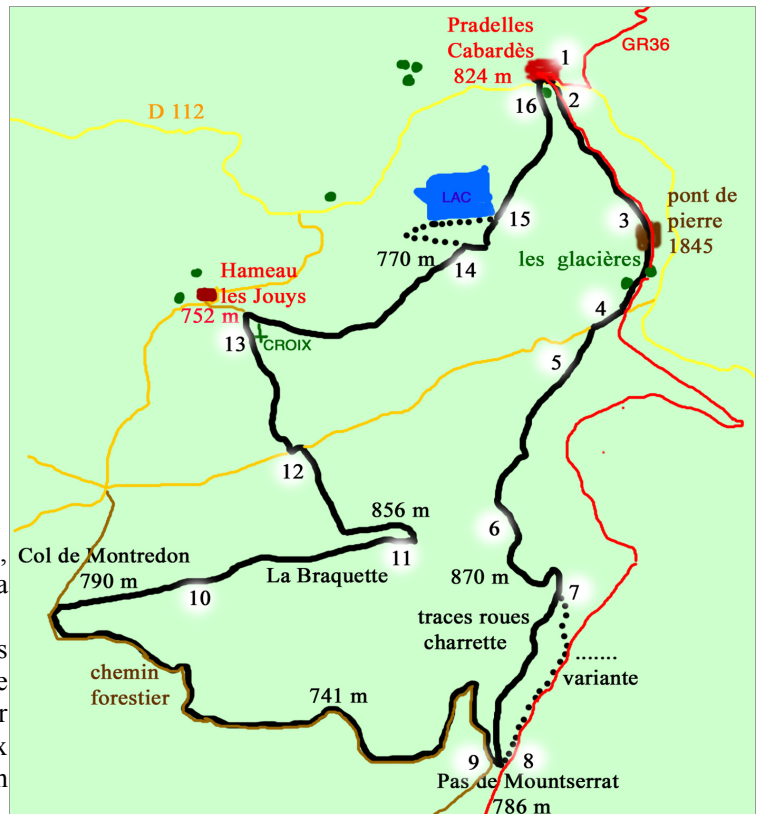 Pradelles
Cabardès
824 m
1
GR36
16
2
D 112
LAC
15
3
pont de
pierre
1845
770 m
14
les glacières
Hameau
les Jouys
752 m
13
CROIX
4
5
12
856 m
6
11
Col de Montredon
790 m
La Braquette
10
870 m
7
traces roues
charrette
.......
variante
chemin
forestier
741 m
9
8
Pas de Mountserrat
786 m
,
a
s
e
r
x
n